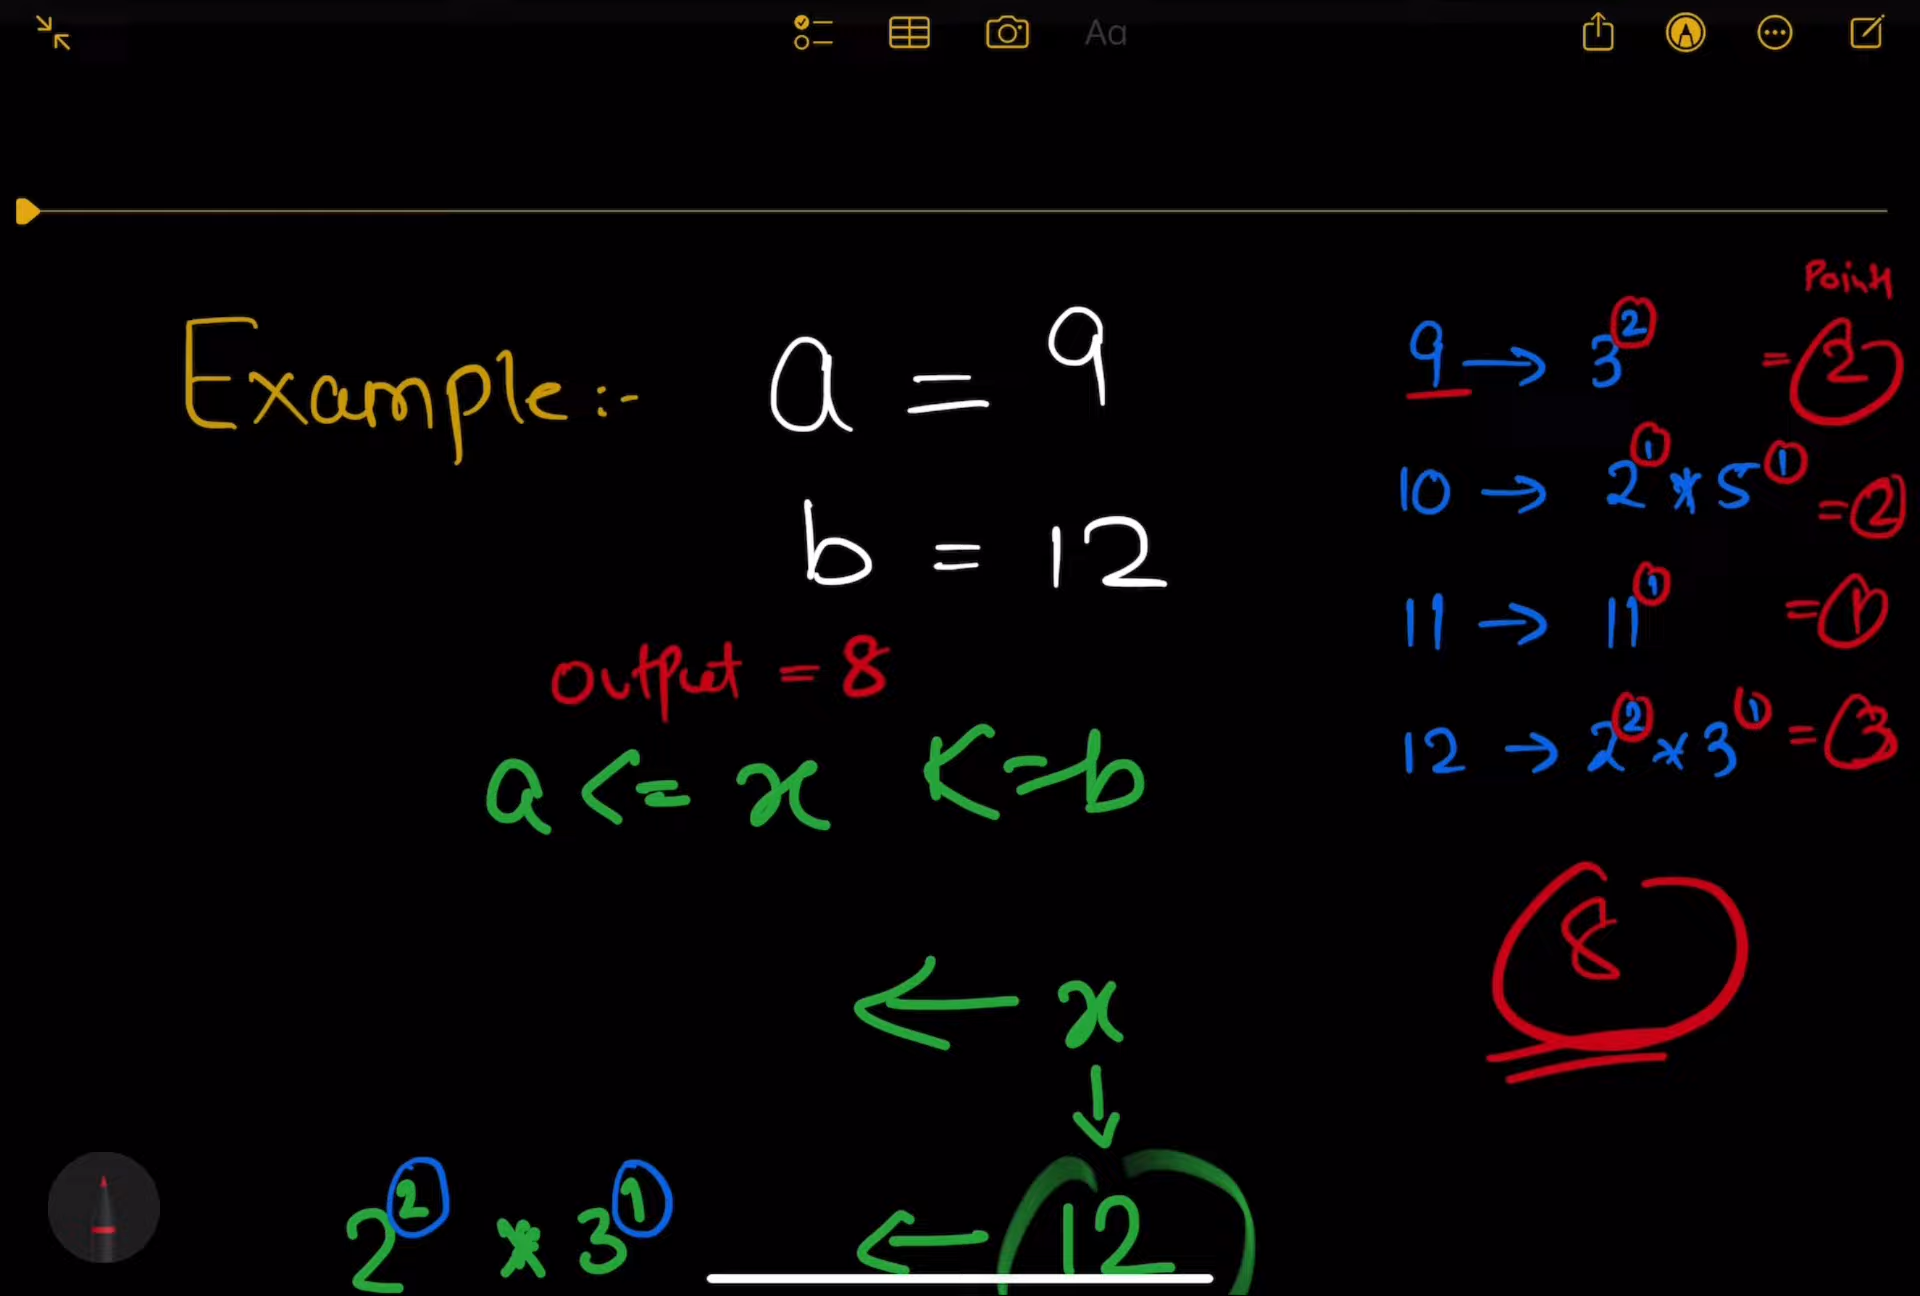 Aa
Example:- a = 9
b = 12
output = 8
a <= x <= b
← x
↓
2² * 3¹ ← 12
Points
9 → 3² = 2
10 → 2¹ * 5¹ = 2
11 → 11¹ = 1
12 → 2² * 3¹ = 3
8